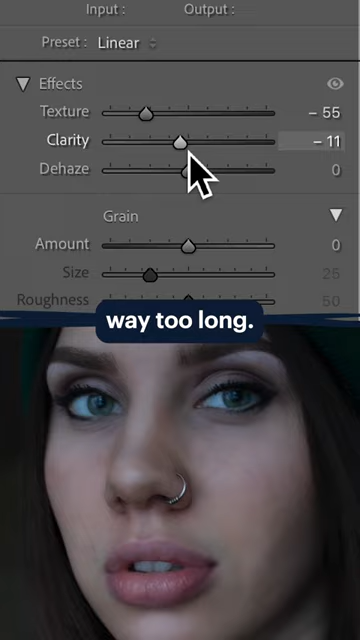 Input : Output :
Preset : Linear
Effects
Texture – 55
Clarity – 11
Dehaze 0
Grain
Amount 0
Size 25
Roughness 50
way too long.